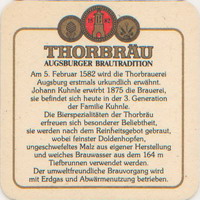 THORBRÄU
AUGSBURGER BRAUTRADITION
Am 5. Februar 1582 wird die Thorbrauerei
Augsburg erstmals urkundlich erwähnt.
Johann Kuhnle erwirbt 1875 die Brauerei,
sie befindet sich heute in der 3. Generation
der Familie Kuhnle.
Die Bierspezialitäten der Thorbräu
erfreuen sich besonderer Beliebtheit,
sie werden nach dem Reinheitsgebot gebraut,
wobei feinster Doldenhopfen,
ungeschwefeltes Malz aus eigener Herstellung
und weiches Brauwasser aus dem 164 m
Tiefbrunnen verwendet werden.
Der umweltfreundliche Brauvorgang wird
mit Erdgas und Abwärmenutzung betrieben.